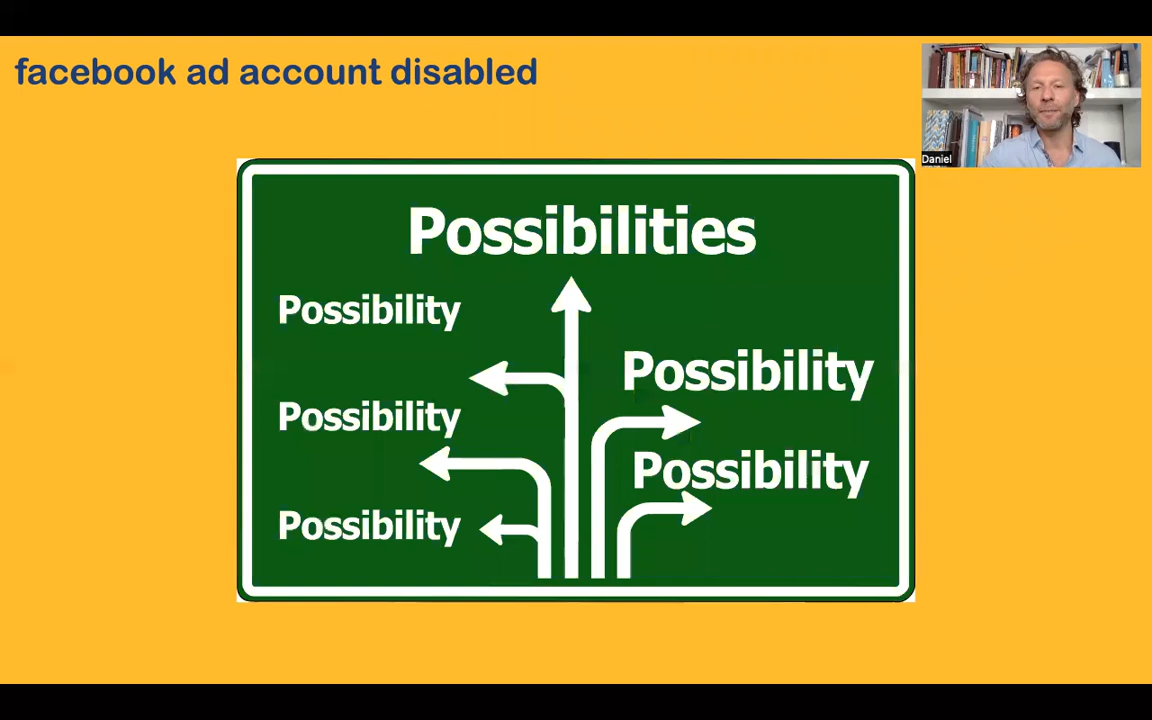 facebook ad account disabled
Daniel
Possibilities
Possibility
Possibility
Possibility
Possibility
Possibility